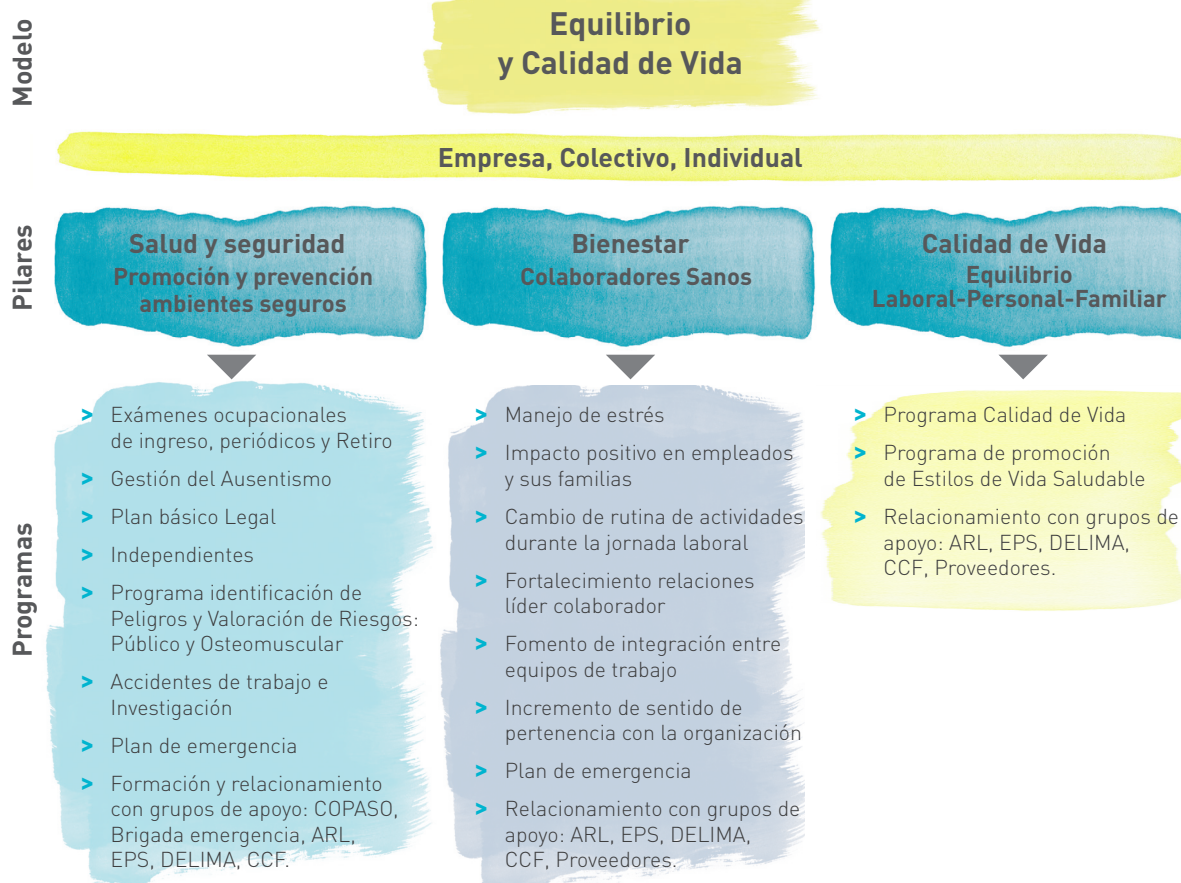 Modelo
Equilibrio
y Calidad de Vida
Empresa, Colectivo, Individual
Pilares
Salud y seguridad
Promoción y prevención
ambientes seguros
Bienestar
Colaboradores Sanos
Calidad de Vida
Equilibrio
Laboral-Personal-Familiar
Programas
> Exámenes ocupacionales
de ingreso, periódicos y Retiro
> Gestión del Ausentismo
> Plan básico Legal
> Independientes
> Programa identificación de
Peligros y Valoración de Riesgos:
Público y Osteomuscular
> Accidentes de trabajo e
Investigación
> Plan de emergencia
> Formación y relacionamiento
con grupos de apoyo: COPASO,
Brigada emergencia, ARL,
EPS, DELIMA, CCF.
> Manejo de estrés
> Impacto positivo en empleados
y sus familias
> Cambio de rutina de actividades
durante la jornada laboral
> Fortalecimiento relaciones
líder colaborador
> Fomento de integración entre
equipos de trabajo
> Incremento de sentido de
pertenencia con la organización
> Plan de emergencia
> Relacionamiento con grupos de
apoyo: ARL, EPS, DELIMA,
CCF, Proveedores.
> Programa Calidad de Vida
> Programa de promoción
de Estilos de Vida Saludable
> Relacionamiento con grupos de
apoyo: ARL, EPS, DELIMA,
CCF, Proveedores.